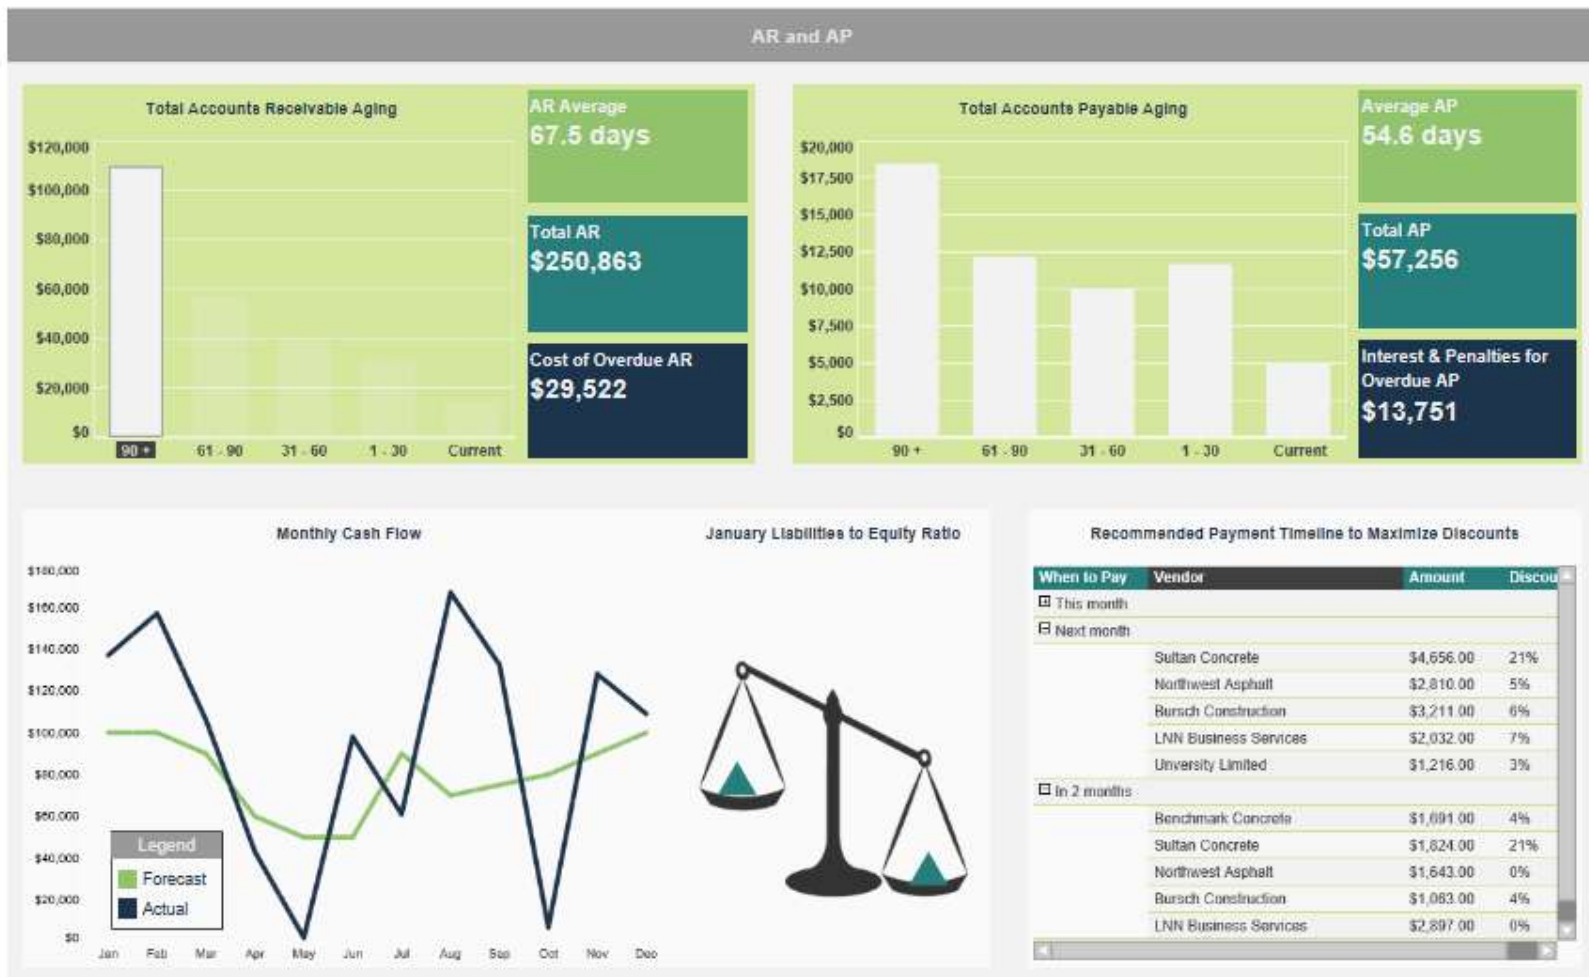 AR and AP
Total Accounts Receivable Aging
$120,000
$100,000
$80,000
$60,000
$40,000
$20,000
$0
90 +
61 - 90
31 - 60
1 - 30
Current
AR Average
67.5 days
Total AR
$250,863
Cost of Overdue AR
$29,522
Total Accounts Payable Aging
$20,000
$17,500
$15,000
$12,500
$10,000
$7,500
$5,000
$2,500
$0
90 +
61 - 90
31 - 60
1 - 30
Current
Average AP
54.6 days
Total AP
$57,256
Interest & Penalties for
Overdue AP
$13,751
Monthly Cash Flow
$180,000
$160,000
$140,000
$120,000
$100,000
$80,000
$60,000
$40,000
$20,000
$0
Jan Feb Mar Apr May Jun Jul Aug Sep Oct Nov Dec
Legend
Forecast
Actual
January Liabilities to Equity Ratio
Recommended Payment Timeline to Maximize Discounts
When to Pay Vendor Amount Discou
This month
Next month
Sultan Concrete $4,656.00 21%
Northwest Asphalt $2,810.00 5%
Bursch Construction $3,211.00 6%
LNN Business Services $2,032.00 7%
Unversity Limited $1,216.00 3%
In 2 months
Benchmark Concrete $1,691.00 4%
Sultan Concrete $1,824.00 21%
Northwest Asphalt $1,643.00 0%
Bursch Construction $1,063.00 4%
LNN Business Services $2,897.00 0%